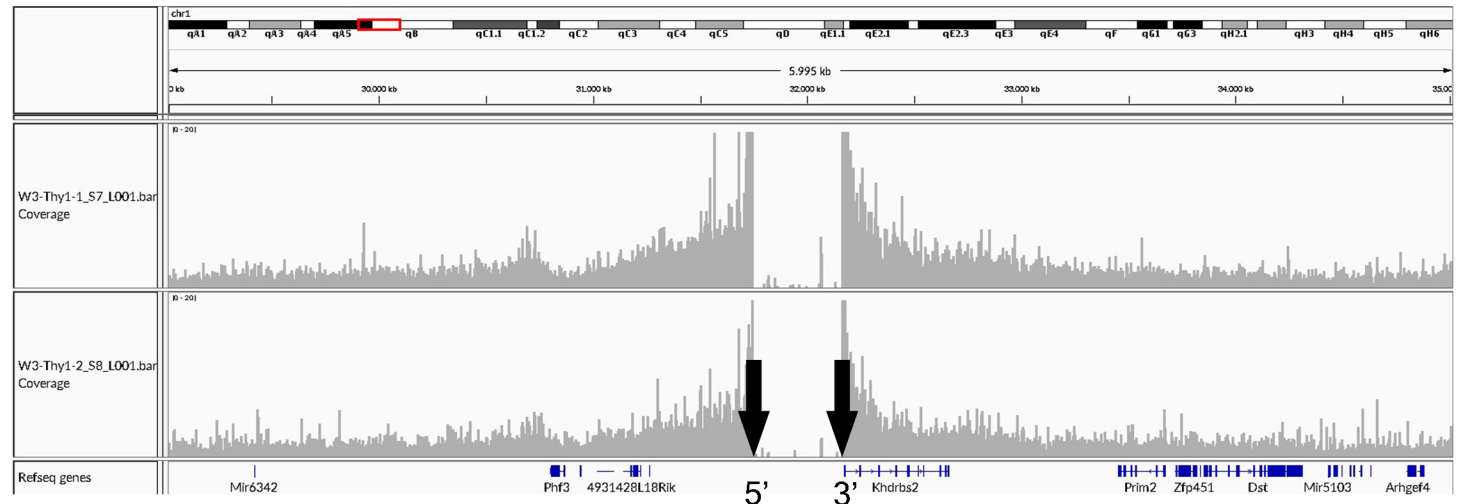 chr1
qA1 qA2 qA3 qA4 qA5 qB qC1.1 qC1.2 qC2 qC3 qC4 qC5 qD qE1.1 qE2.1 qE2.3 qE3 qE4 qF qG1 qG3 qH2.1 qH3 qH4 qH5 qH6
5.995 kb
0 kb 30.000 kb 31.000 kb 32.000 kb 33.000 kb 34.000 kb 35.00
[0 - 20]
W3-Thy1-1_S7_L001.bar
Coverage
[0 - 20]
W3-Thy1-2_S8_L001.bar
Coverage
Refseq genes
Mir6342 Phf3 4931428L18Rik Khdrbs2 Prim2 Zfp451 Dst Mir5103 Arhgef4
5’ 3’